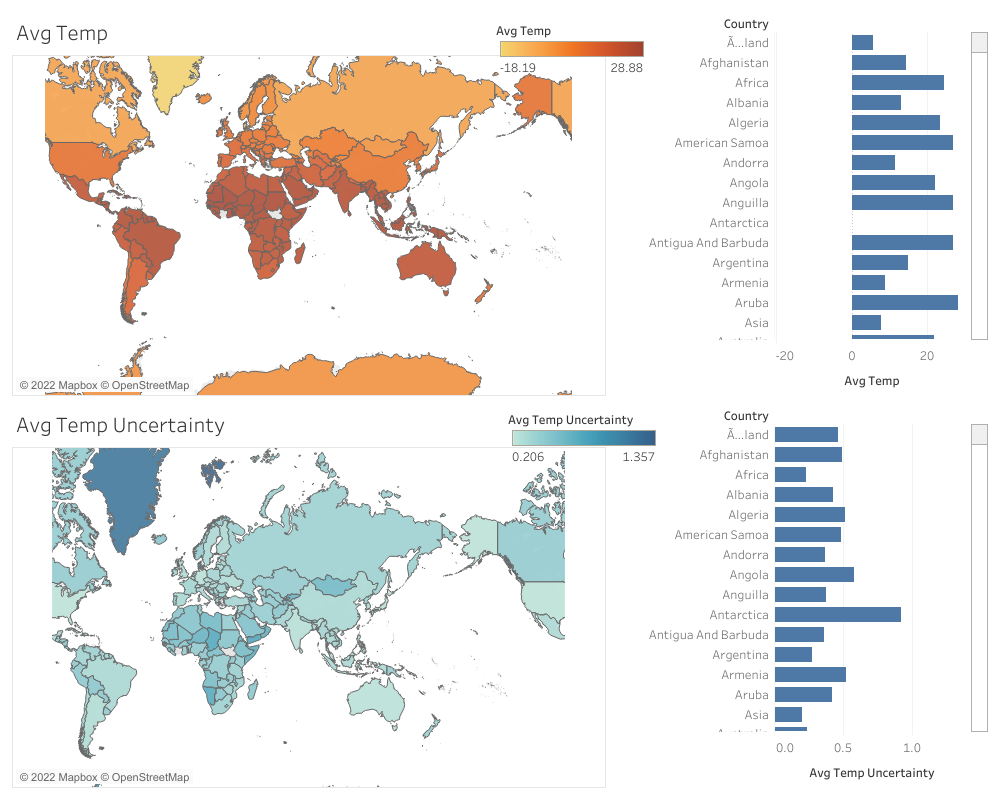 Avg Temp
Avg Temp
-18.19 28.88
© 2022 Mapbox © OpenStreetMap
Country
Ã...land
Afghanistan
Africa
Albania
Algeria
American Samoa
Andorra
Angola
Anguilla
Antarctica
Antigua And Barbuda
Argentina
Armenia
Aruba
Asia
-20 0 20
Avg Temp
Avg Temp Uncertainty
Avg Temp Uncertainty
0.206 1.357
© 2022 Mapbox © OpenStreetMap
Country
Ã...land
Afghanistan
Africa
Albania
Algeria
American Samoa
Andorra
Angola
Anguilla
Antarctica
Antigua And Barbuda
Argentina
Armenia
Aruba
Asia
0.0 0.5 1.0
Avg Temp Uncertainty